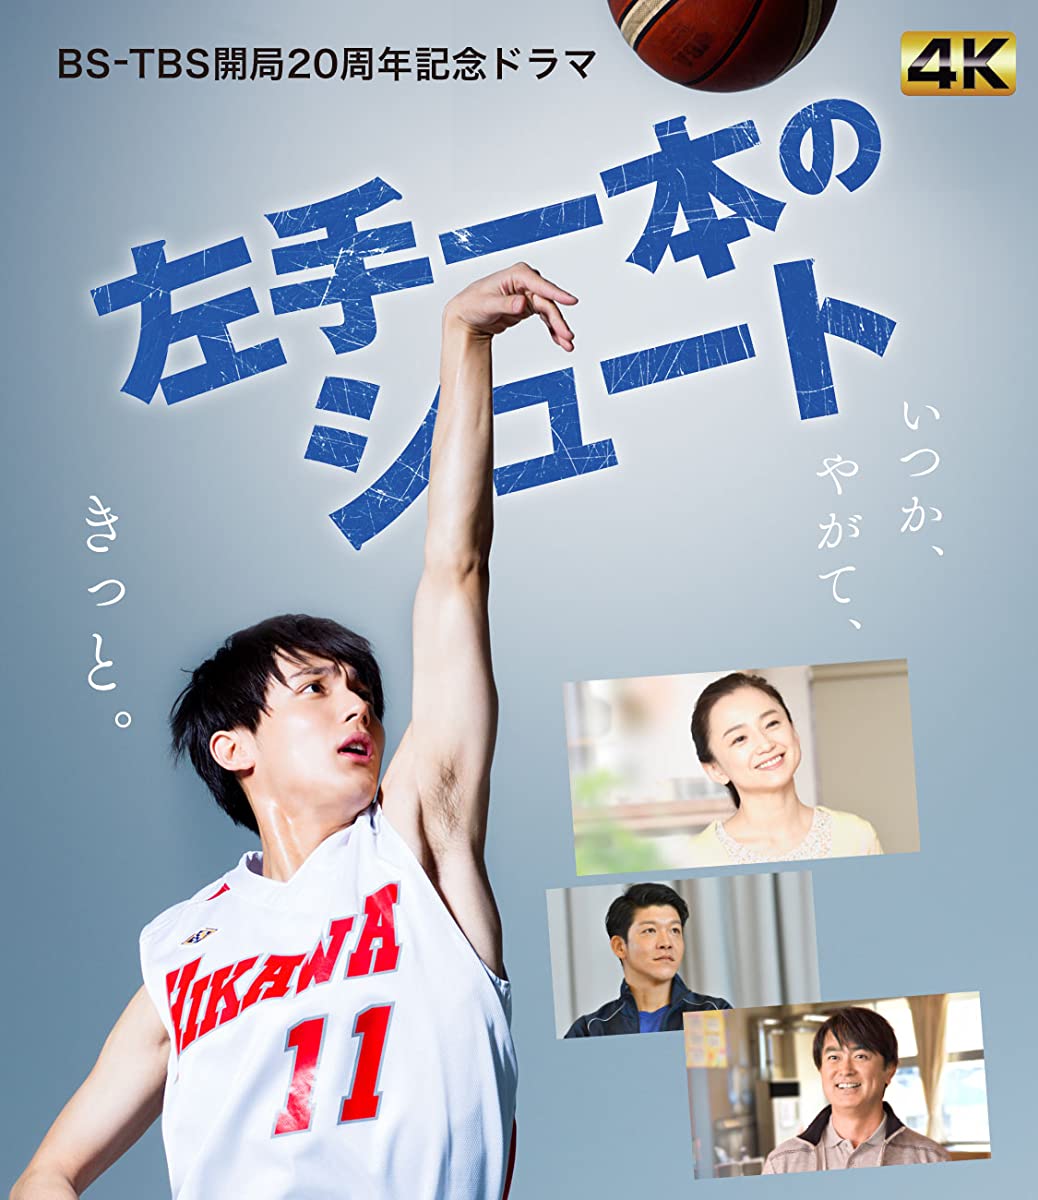 BS-TBS開局20周年記念ドラマ
4K
左手一本の
シュート
いつか、
やがて、
きっと。
HIKAWA
11